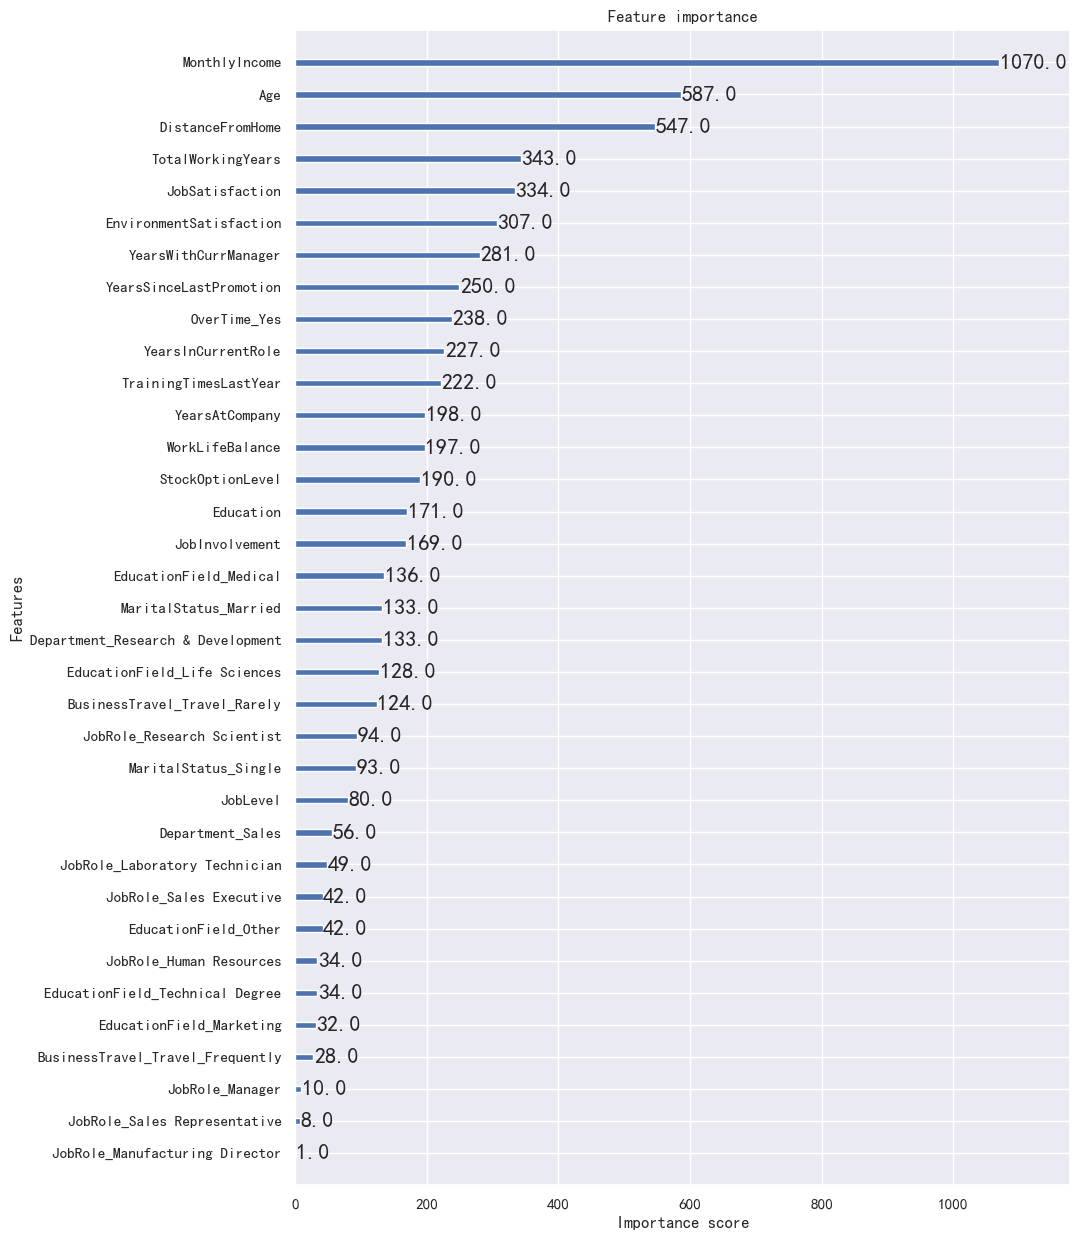 Feature importance
MonthlyIncome 1070.0
Age 587.0
DistanceFromHome 547.0
TotalWorkingYears 343.0
JobSatisfaction 334.0
EnvironmentSatisfaction 307.0
YearsWithCurrManager 281.0
YearsSinceLastPromotion 250.0
OverTime_Yes 238.0
YearsInCurrentRole 227.0
TrainingTimesLastYear 222.0
YearsAtCompany 198.0
WorkLifeBalance 197.0
StockOptionLevel 190.0
Education 171.0
JobInvolvement 169.0
EducationField_Medical 136.0
MaritalStatus_Married 133.0
Department_Research & Development 133.0
EducationField_Life Sciences 128.0
BusinessTravel_Travel_Rarely 124.0
JobRole_Research Scientist 94.0
MaritalStatus_Single 93.0
JobLevel 80.0
Department_Sales 56.0
JobRole_Laboratory Technician 49.0
JobRole_Sales Executive 42.0
EducationField_Other 42.0
JobRole_Human Resources 34.0
EducationField_Technical Degree 34.0
EducationField_Marketing 32.0
BusinessTravel_Travel_Frequently 28.0
JobRole_Manager 10.0
JobRole_Sales Representative 8.0
JobRole_Manufacturing Director 1.0
Features
0 200 400 600 800 1000
Importance score